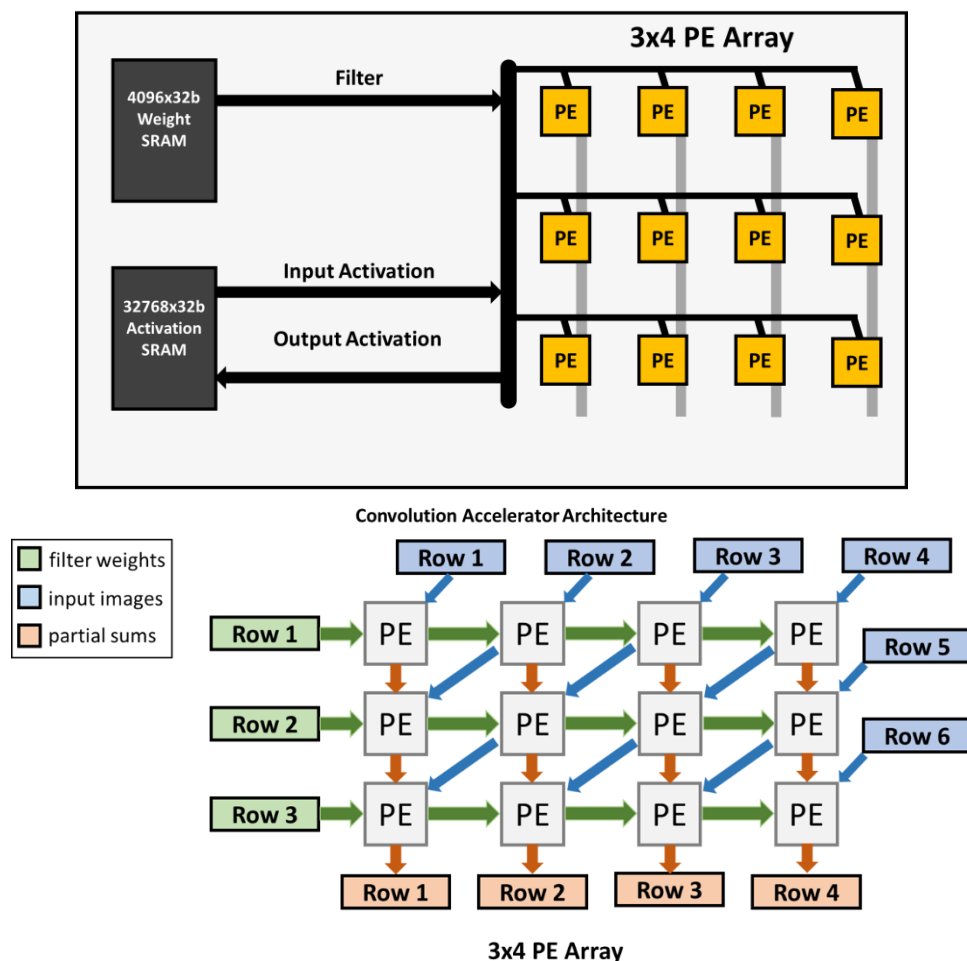 3x4 PE Array
4096x32b
Weight
SRAM
Filter
PE PE PE PE
PE PE PE PE
Input Activation
32768x32b
Activation
SRAM
Output Activation
PE PE PE PE
Convolution Accelerator Architecture
filter weights
input images
partial sums
Row 1 Row 2 Row 3 Row 4
Row 1 PE PE PE PE
Row 5
Row 2 PE PE PE PE
Row 6
Row 3 PE PE PE PE
Row 1 Row 2 Row 3 Row 4
3x4 PE Array